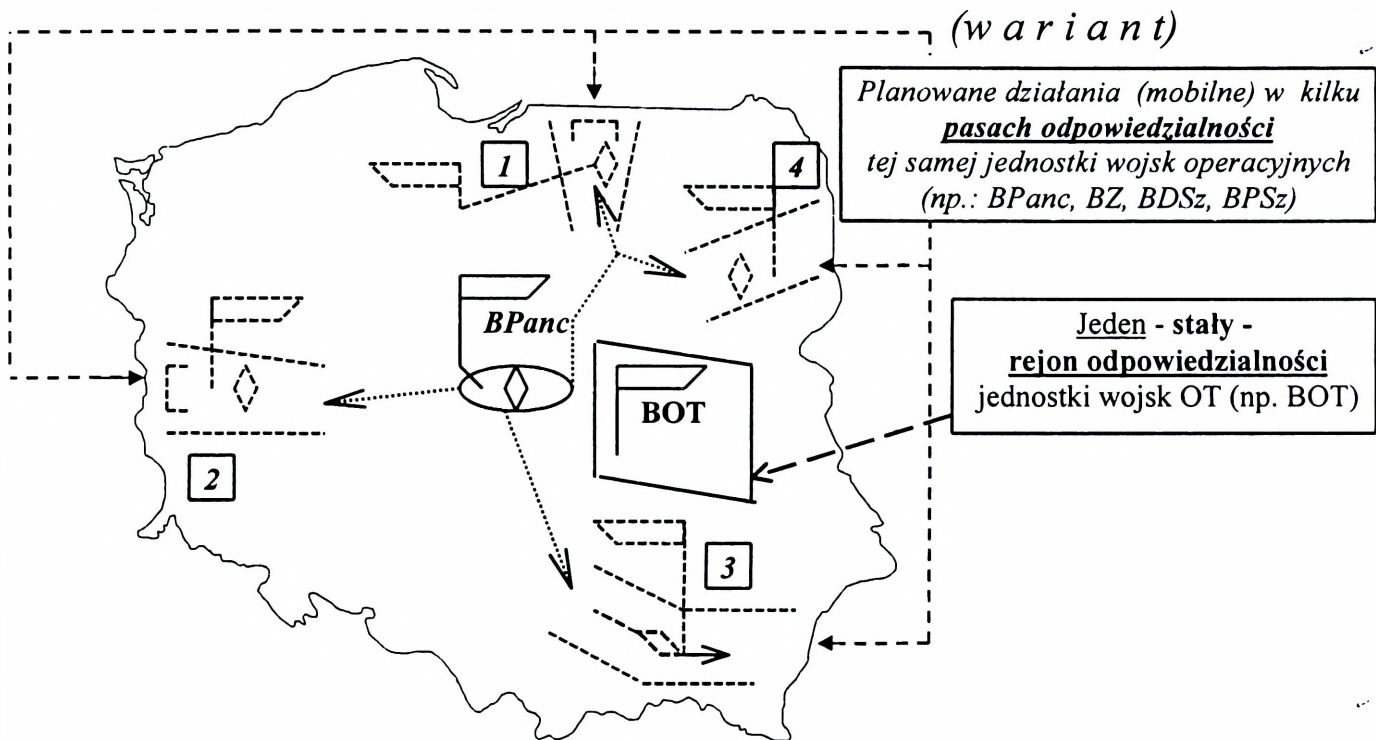 (wariant)
Planowane działania (mobilne) w kilku
pasach odpowiedzialności
tej samej jednostki wojsk operacyjnych
(np.: BPanc, BZ, BDSz, BPSz)
1
4
BPanc
Jeden - stały -
rejon odpowiedzialności
jednostki wojsk OT (np. BOT)
BOT
2
3